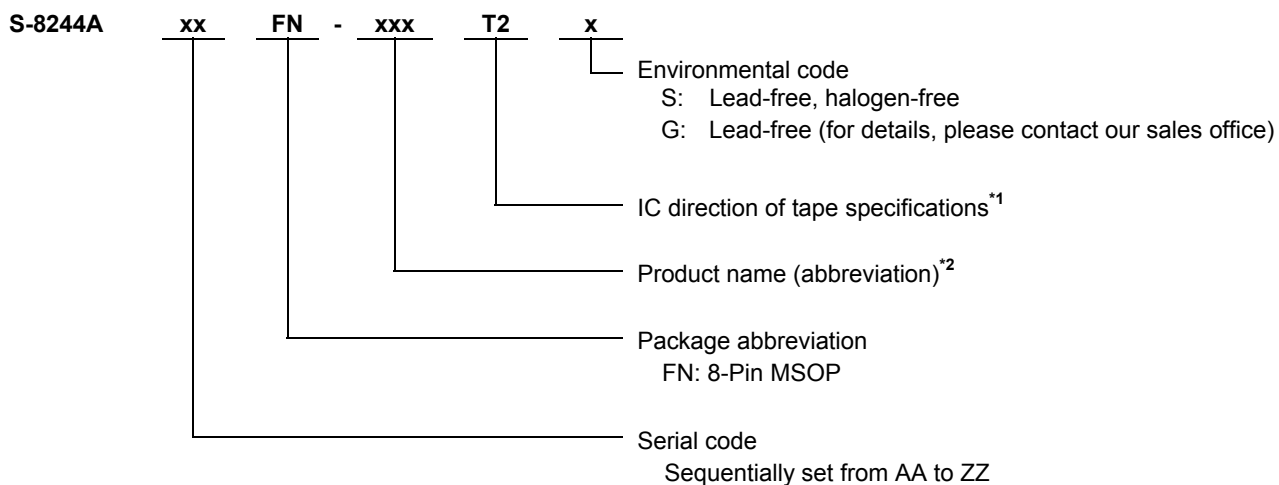 S-8244A xx FN - xxx T2 x
Environmental code
S: Lead-free, halogen-free
G: Lead-free (for details, please contact our sales office)
IC direction of tape specifications*1
Product name (abbreviation)*2
Package abbreviation
FN: 8-Pin MSOP
Serial code
Sequentially set from AA to ZZ